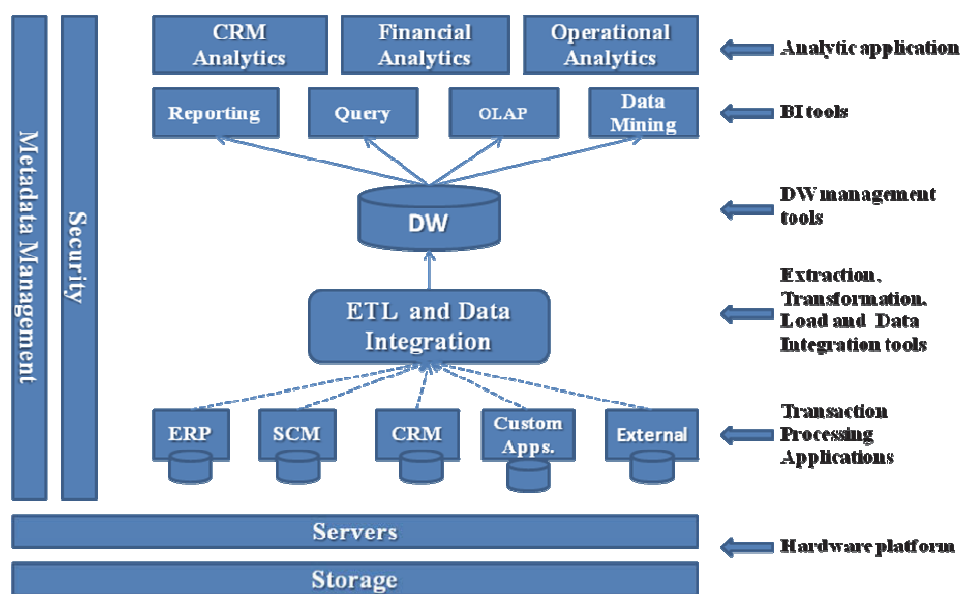 Metadata Management
Security
CRM
Analytics
Financial
Analytics
Operational
Analytics
Analytic application
Reporting
Query
OLAP
Data
Mining
BI tools
DW
DW management
tools
ETL and Data
Integration
Extraction,
Transformation,
Load and Data
Integration tools
ERP
SCM
CRM
Custom
Apps.
External
Transaction
Processing
Applications
Servers
Storage
Hardware platform